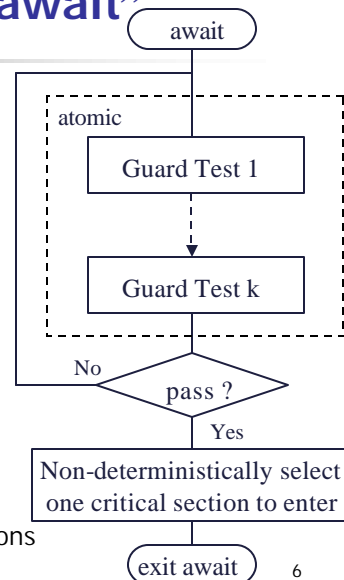 await”
await
atomic
Guard Test 1
Guard Test k
No
pass ?
Yes
Non-deterministically select
one critical section to enter
exit await
6